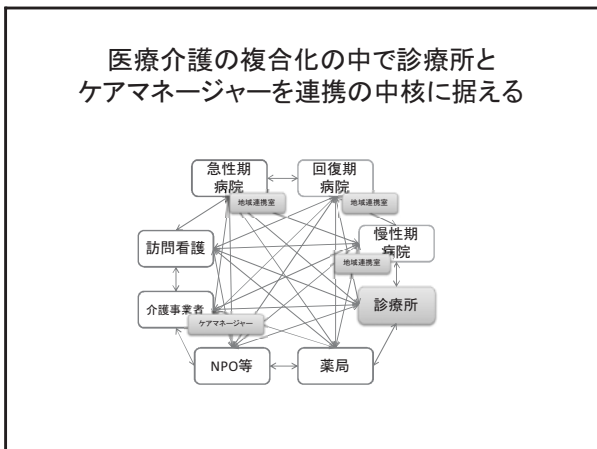 医療介護の複合化の中で診療所と
ケアマネージャーを連携の中核に据える
急性期
病院
回復期
病院
地域連携室
地域連携室
訪問看護
慢性期
病院
地域連携室
介護事業者
診療所
ケアマネージャー
NPO等
薬局